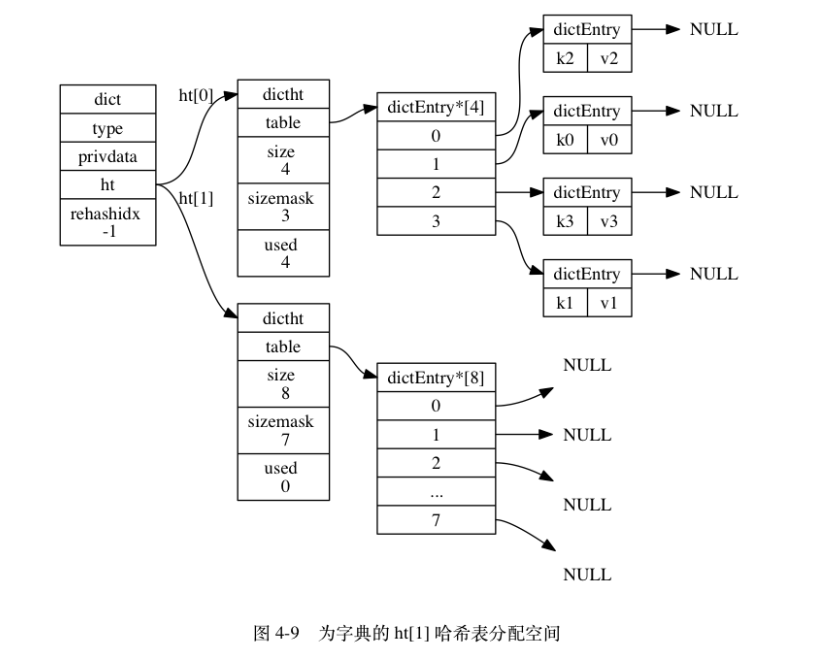 dict
type
privdata
ht
rehashidx
-1
ht[0]
ht[1]
dictht
table
size
4
sizemask
3
used
4
dictEntry*[4]
0
1
2
3
dictEntry
k2 v2
NULL
dictEntry
k0 v0
NULL
dictEntry
k3 v3
NULL
dictEntry
k1 v1
NULL
dictht
table
size
8
sizemask
7
used
0
dictEntry*[8]
0
1
2
...
7
NULL
NULL
NULL
NULL
图 4-9 为字典的 ht[1] 哈希表分配空间